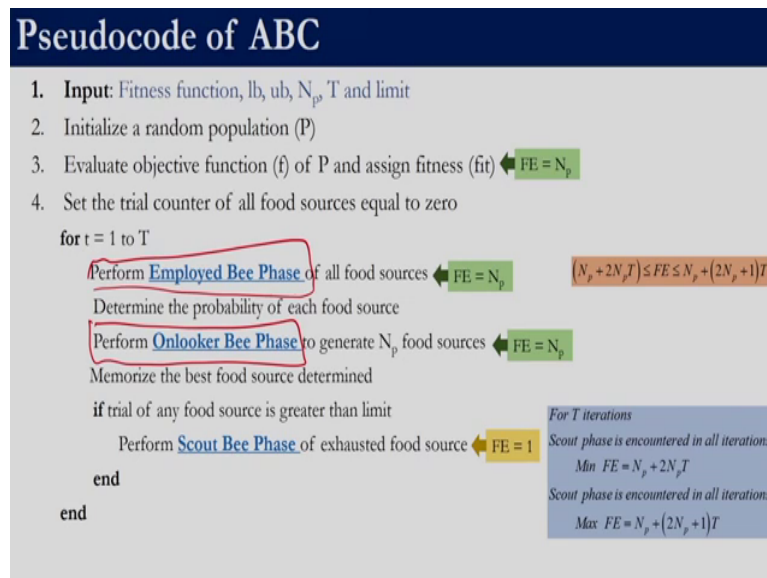 Pseudocode of ABC
1. Input: Fitness function, lb, ub, Nₚ, T and limit
2. Initialize a random population (P)
3. Evaluate objective function (f) of P and assign fitness (fit) FE = Nₚ
4. Set the trial counter of all food sources equal to zero
for t = 1 to T
Perform Employed Bee Phase of all food sources FE = Nₚ
(Nₚ + 2NₚT) ≤ FE ≤ Nₚ + (2Nₚ + 1)T
Determine the probability of each food source
Perform Onlooker Bee Phase to generate Nₚ food sources FE = Nₚ
Memorize the best food source determined
if trial of any food source is greater than limit
Perform Scout Bee Phase of exhausted food source FE = 1
end
end
For T iterations
Scout phase is encountered in all iteration
Min FE = Nₚ + 2NₚT
Scout phase is encountered in all iteration
Max FE = Nₚ + (2Nₚ + 1)T